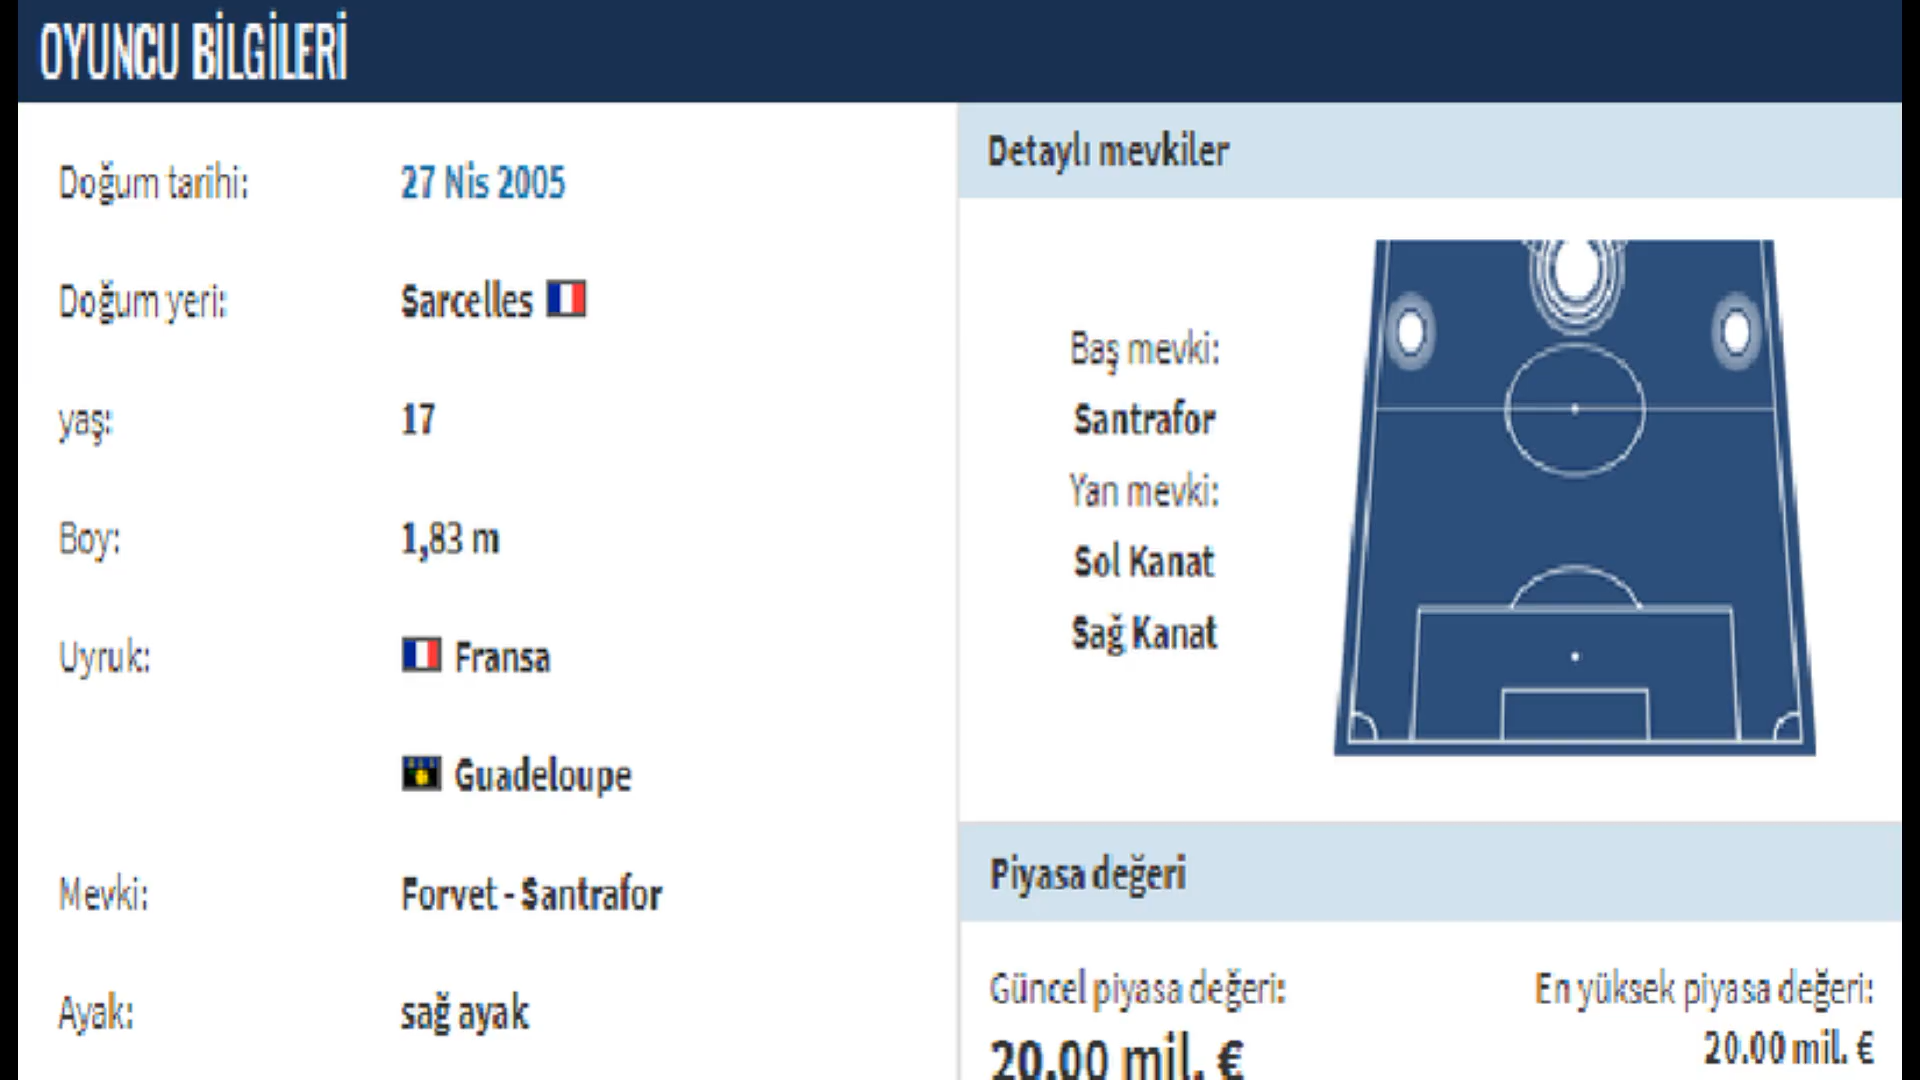 OYUNCU BİLGİLERİ
Doğum tarihi: 27 Nis 2005
Doğum yeri: Sarcelles
yaş: 17
Boy: 1,83 m
Uyruk: Fransa
Guadeloupe
Mevki: Forvet - Santrafor
Ayak: sağ ayak
Detaylı mevkiler
Baş mevki:
Santrafor
Yan mevki:
Sol Kanat
Sağ Kanat
Piyasa değeri
Güncel piyasa değeri:
20.00 mil. €
En yüksek piyasa değeri:
20.00 mil. €